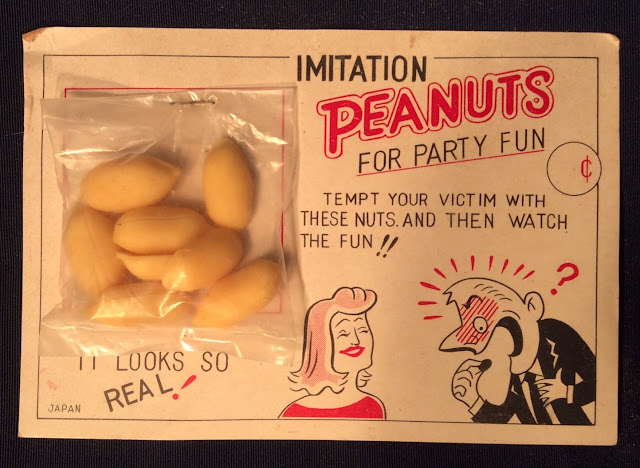 IMITATION
PEANUTS
FOR PARTY FUN
¢
TEMPT YOUR VICTIM WITH
THESE NUTS. AND THEN WATCH
THE FUN!!
?
IT LOOKS SO
REAL!
JAPAN